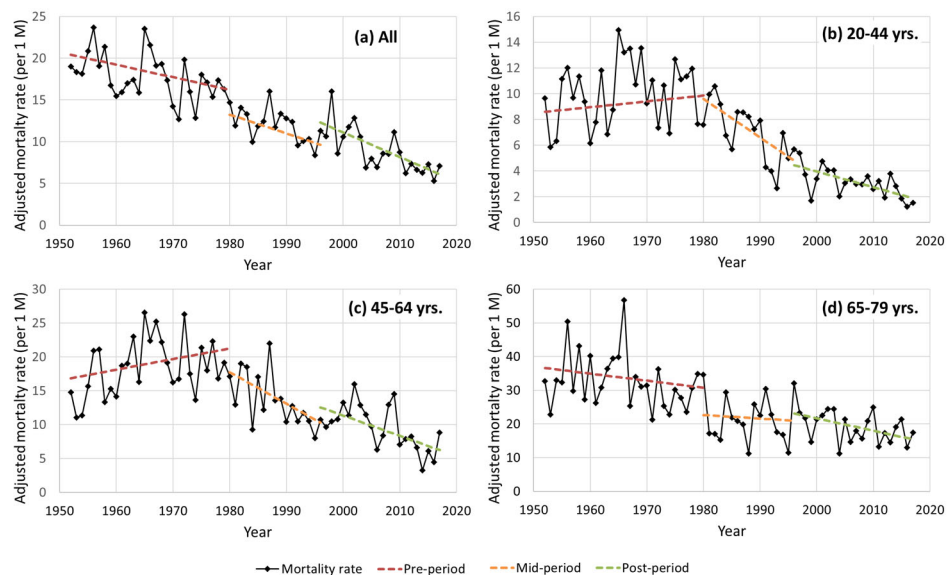 (a) All
Adjusted mortality rate (per 1 M)
25
20
15
10
5
0
1950 1960 1970 1980 1990 2000 2010 2020
Year
(b) 20-44 yrs.
Adjusted mortality rate (per 1 M)
16
14
12
10
8
6
4
2
0
1950 1960 1970 1980 1990 2000 2010 2020
Year
(c) 45-64 yrs.
Adjusted mortality rate (per 1 M)
30
25
20
15
10
5
0
1950 1960 1970 1980 1990 2000 2010 2020
Year
(d) 65-79 yrs.
Adjusted mortality rate (per 1 M)
60
50
40
30
20
10
0
1950 1960 1970 1980 1990 2000 2010 2020
Year
Mortality rate Pre-period Mid-period Post-period